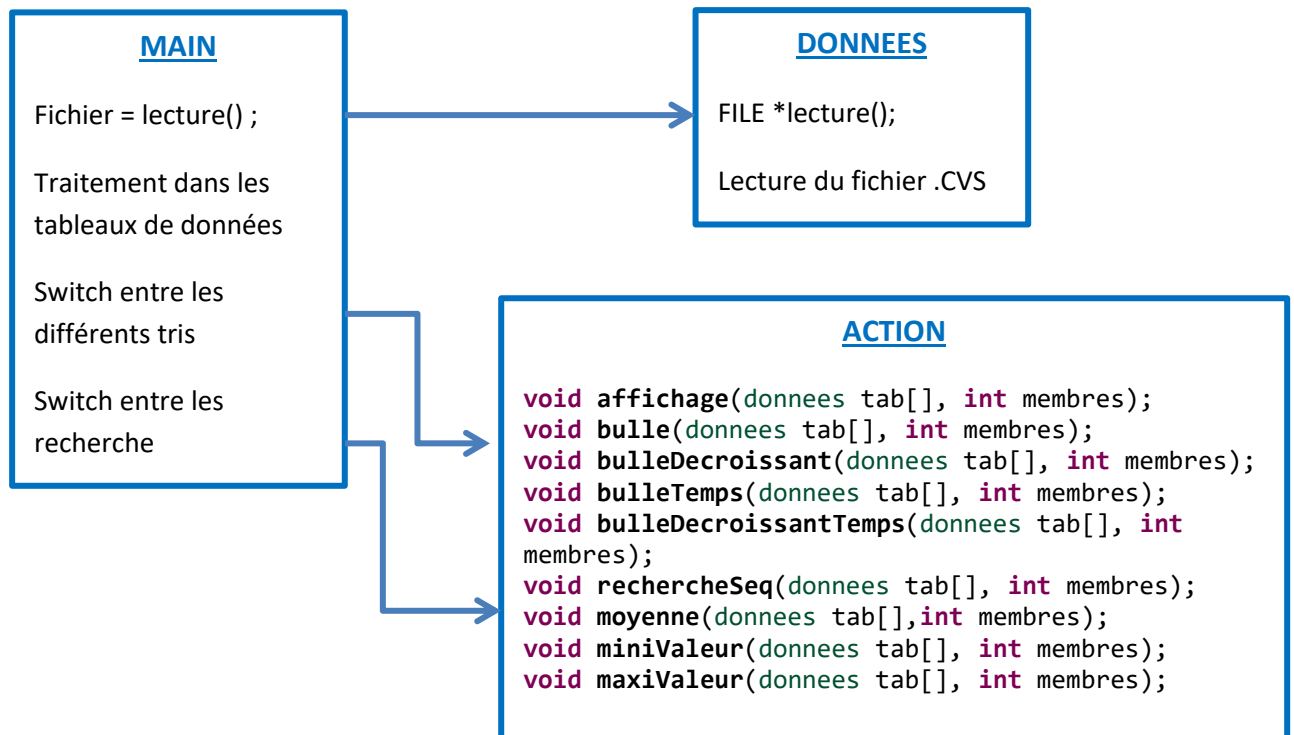 MAIN
Fichier = lecture() ;
Traitement dans les
tableaux de données
Switch entre les
différents tris
Switch entre les
recherche
DONNEES
FILE *lecture();
Lecture du fichier .CVS
ACTION
void affichage(donnees tab[], int membres);
void bulle(donnees tab[], int membres);
void bulleDecroissant(donnees tab[], int membres);
void bulleTemps(donnees tab[], int membres);
void bulleDecroissantTemps(donnees tab[], int
membres);
void rechercheSeq(donnees tab[], int membres);
void moyenne(donnees tab[],int membres);
void miniValeur(donnees tab[], int membres);
void maxiValeur(donnees tab[], int membres);